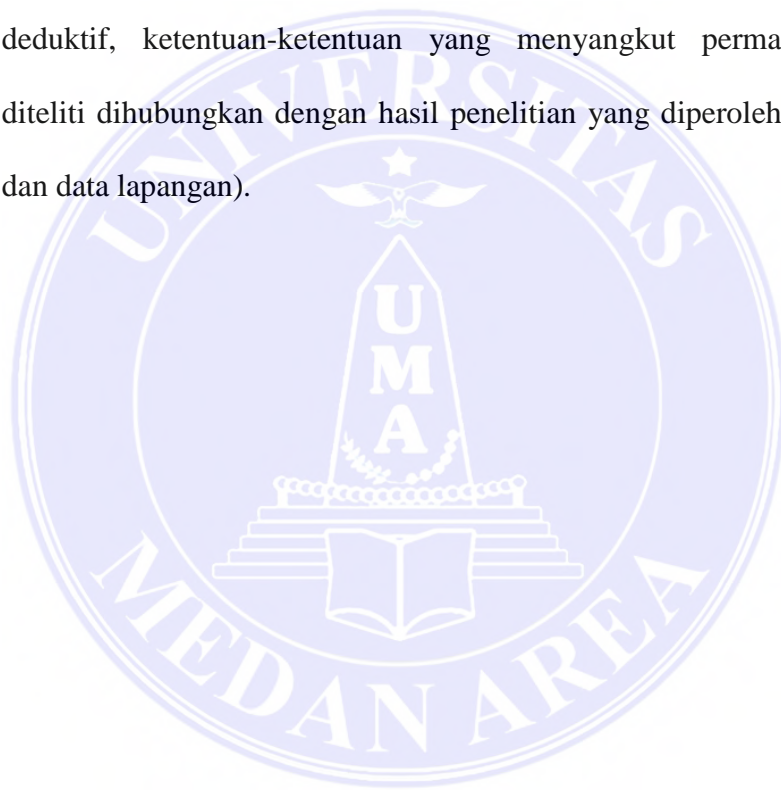 deduktif, ketentuan-ketentuan yang menyangkut perma
diteliti dihubungkan dengan hasil penelitian yang diperoleh
dan data lapangan).
UNIVERSITAS
UMA
MEDAN AREA